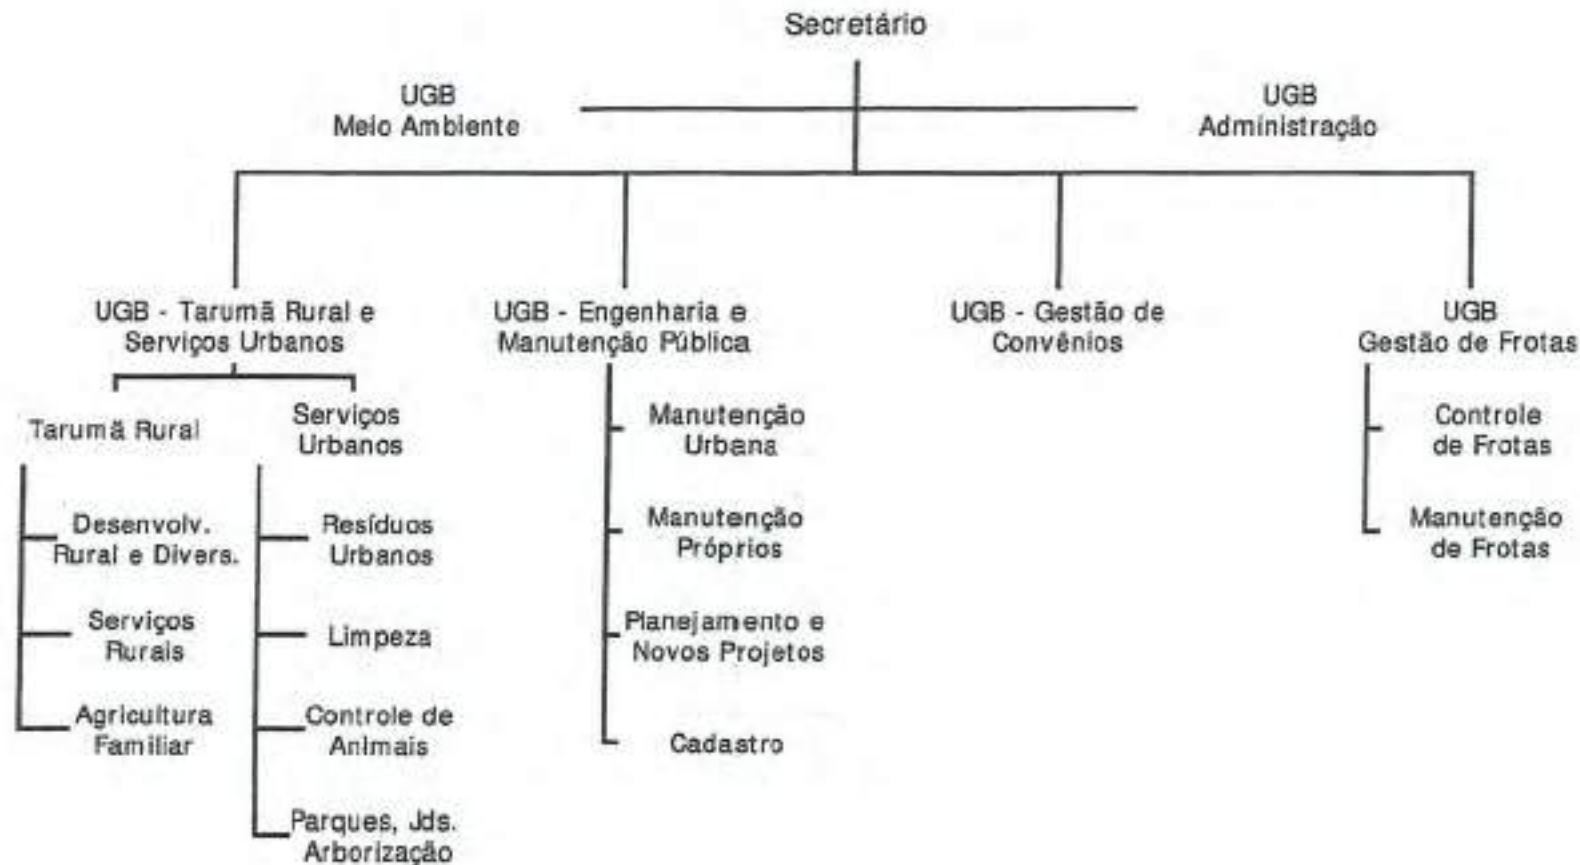 Secretário
UGB
Meio Ambiente
UGB
Administração
UGB - Tarumã Rural e
Serviços Urbanos
UGB - Engenharia e
Manutenção Pública
UGB - Gestão de
Convênios
UGB
Gestão de Frotas
Tarumã Rural
Serviços
Urbanos
Manutenção
Urbana
Controle
de Frotas
Desenvolv.
Rural e Divers.
Resíduos
Urbanos
Manutenção
Próprios
Manutenção
de Frotas
Serviços
Rurais
Limpeza
Planejamento e
Novos Projetos
Agricultura
Familiar
Controle de
Animais
Cadastro
Parques, Jds.
Arborização